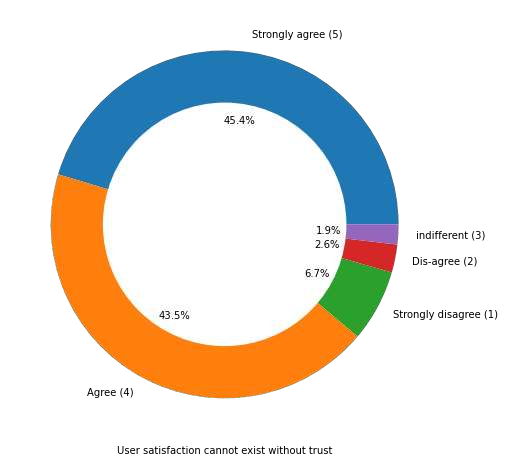 Strongly agree (5)
45.4%
1.9%
indifferent (3)
2.6%
Dis-agree (2)
6.7%
Strongly disagree (1)
43.5%
Agree (4)
User satisfaction cannot exist without trust